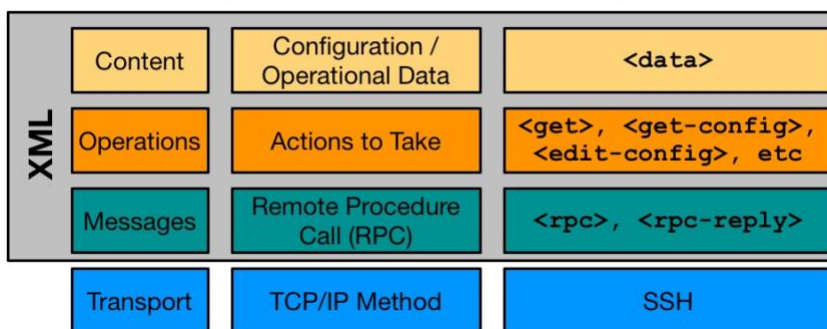 XML
Content
Configuration /
Operational Data
<data>
Operations
Actions to Take
<get>, <get-config>,
<edit-config>, etc
Messages
Remote Procedure
Call (RPC)
<rpc>, <rpc-reply>
Transport
TCP/IP Method
SSH